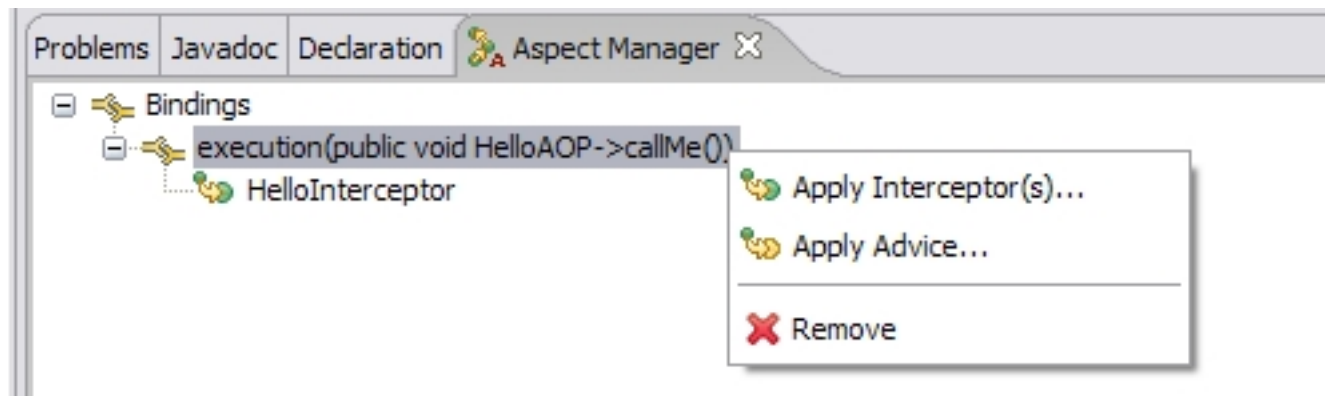 Problems Javadoc Declaration Aspect Manager
Bindings
execution(public void HelloAOP->callMe())
HelloInterceptor
Apply Interceptor(s)...
Apply Advice...
Remove